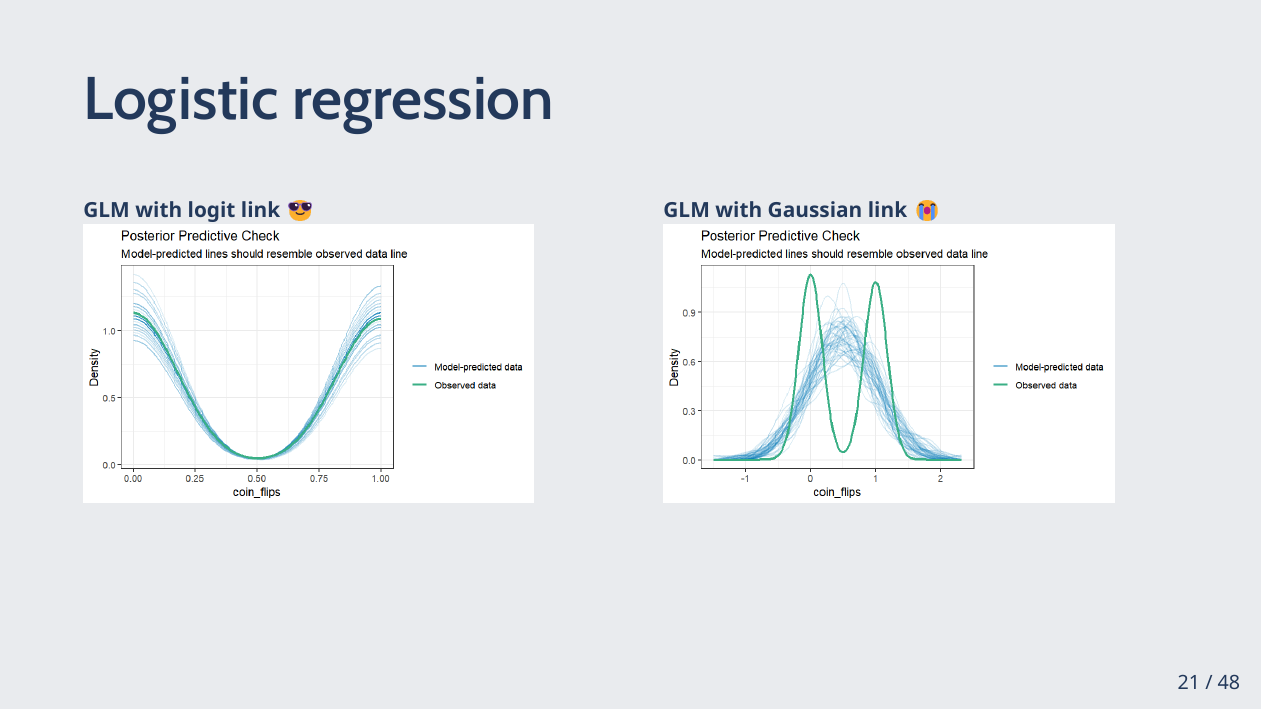 Logistic regression
GLM with logit link 😎
Posterior Predictive Check
Model-predicted lines should resemble observed data line
1.0
0.5
0.0
Density
0.00 0.25 0.50 0.75 1.00
coin_flips
Model-predicted data
Observed data
GLM with Gaussian link 😭
Posterior Predictive Check
Model-predicted lines should resemble observed data line
0.9
0.6
0.3
0.0
Density
-1 0 1 2
coin_flips
Model-predicted data
Observed data
21 / 48